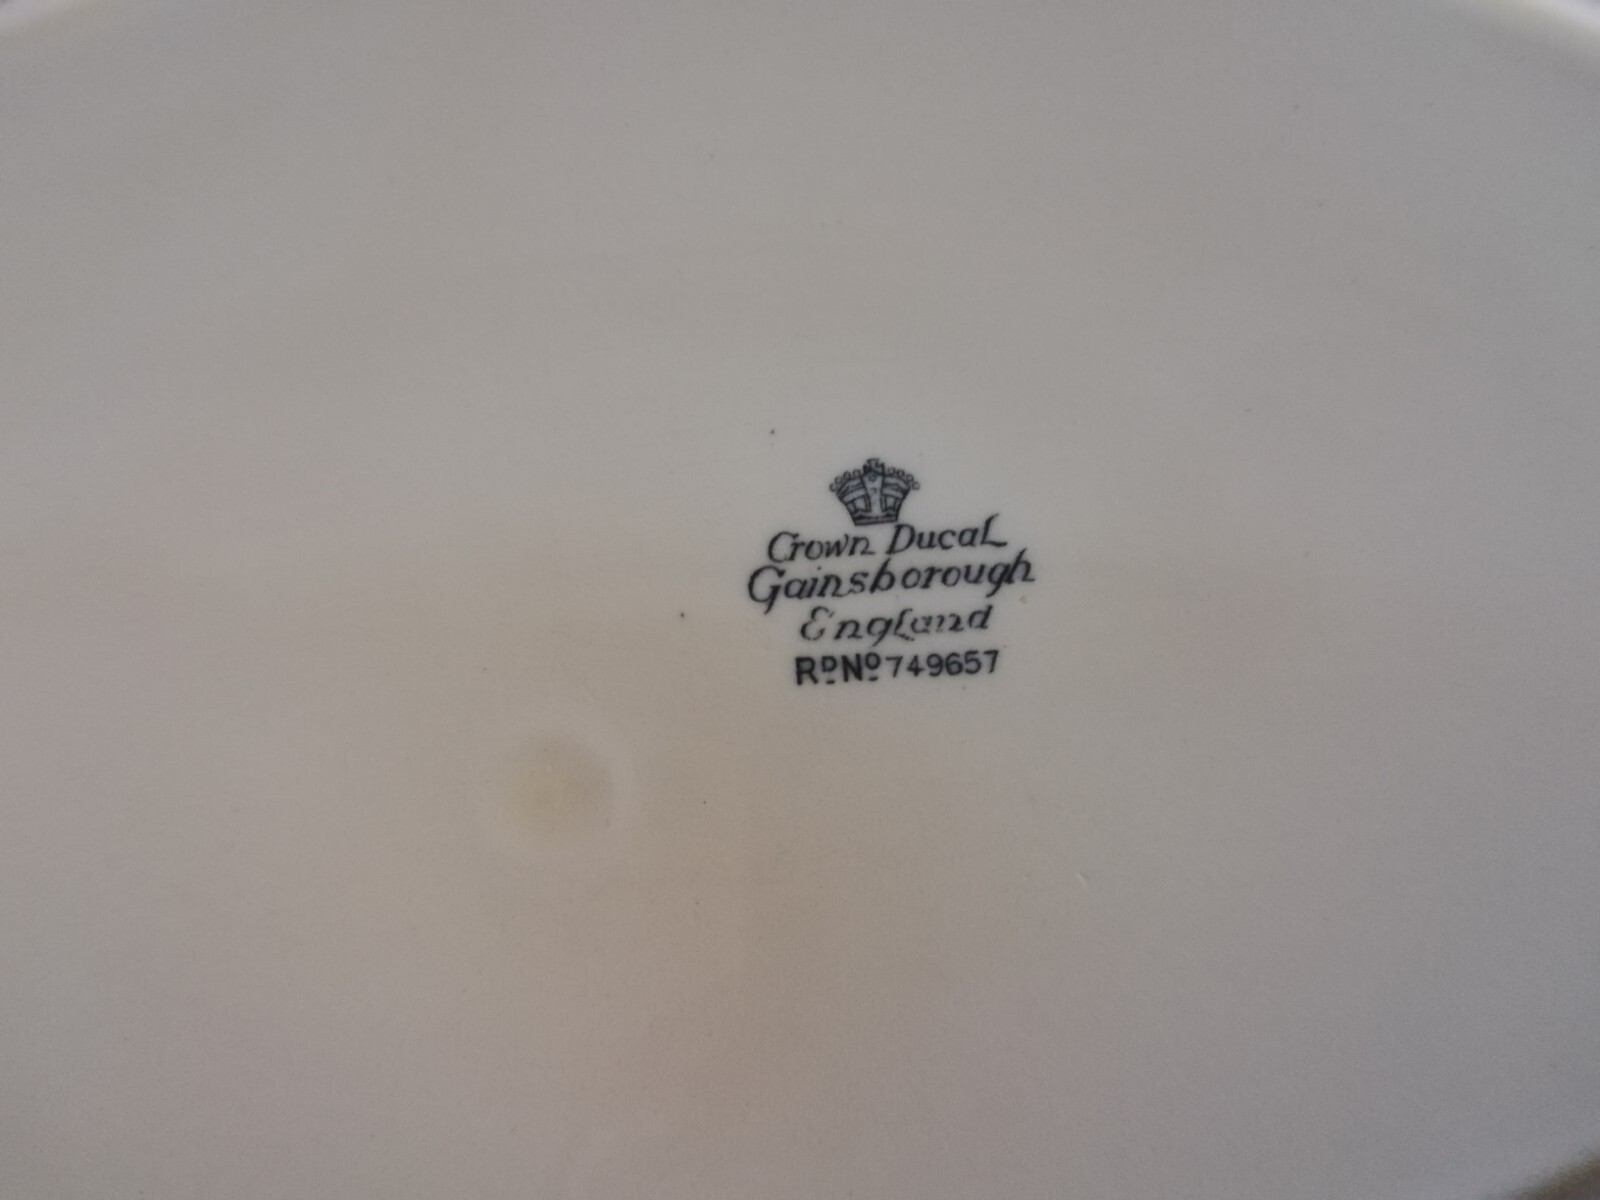 Crown Ducal
Gainsborough
England
Rᴰ Nº 749657